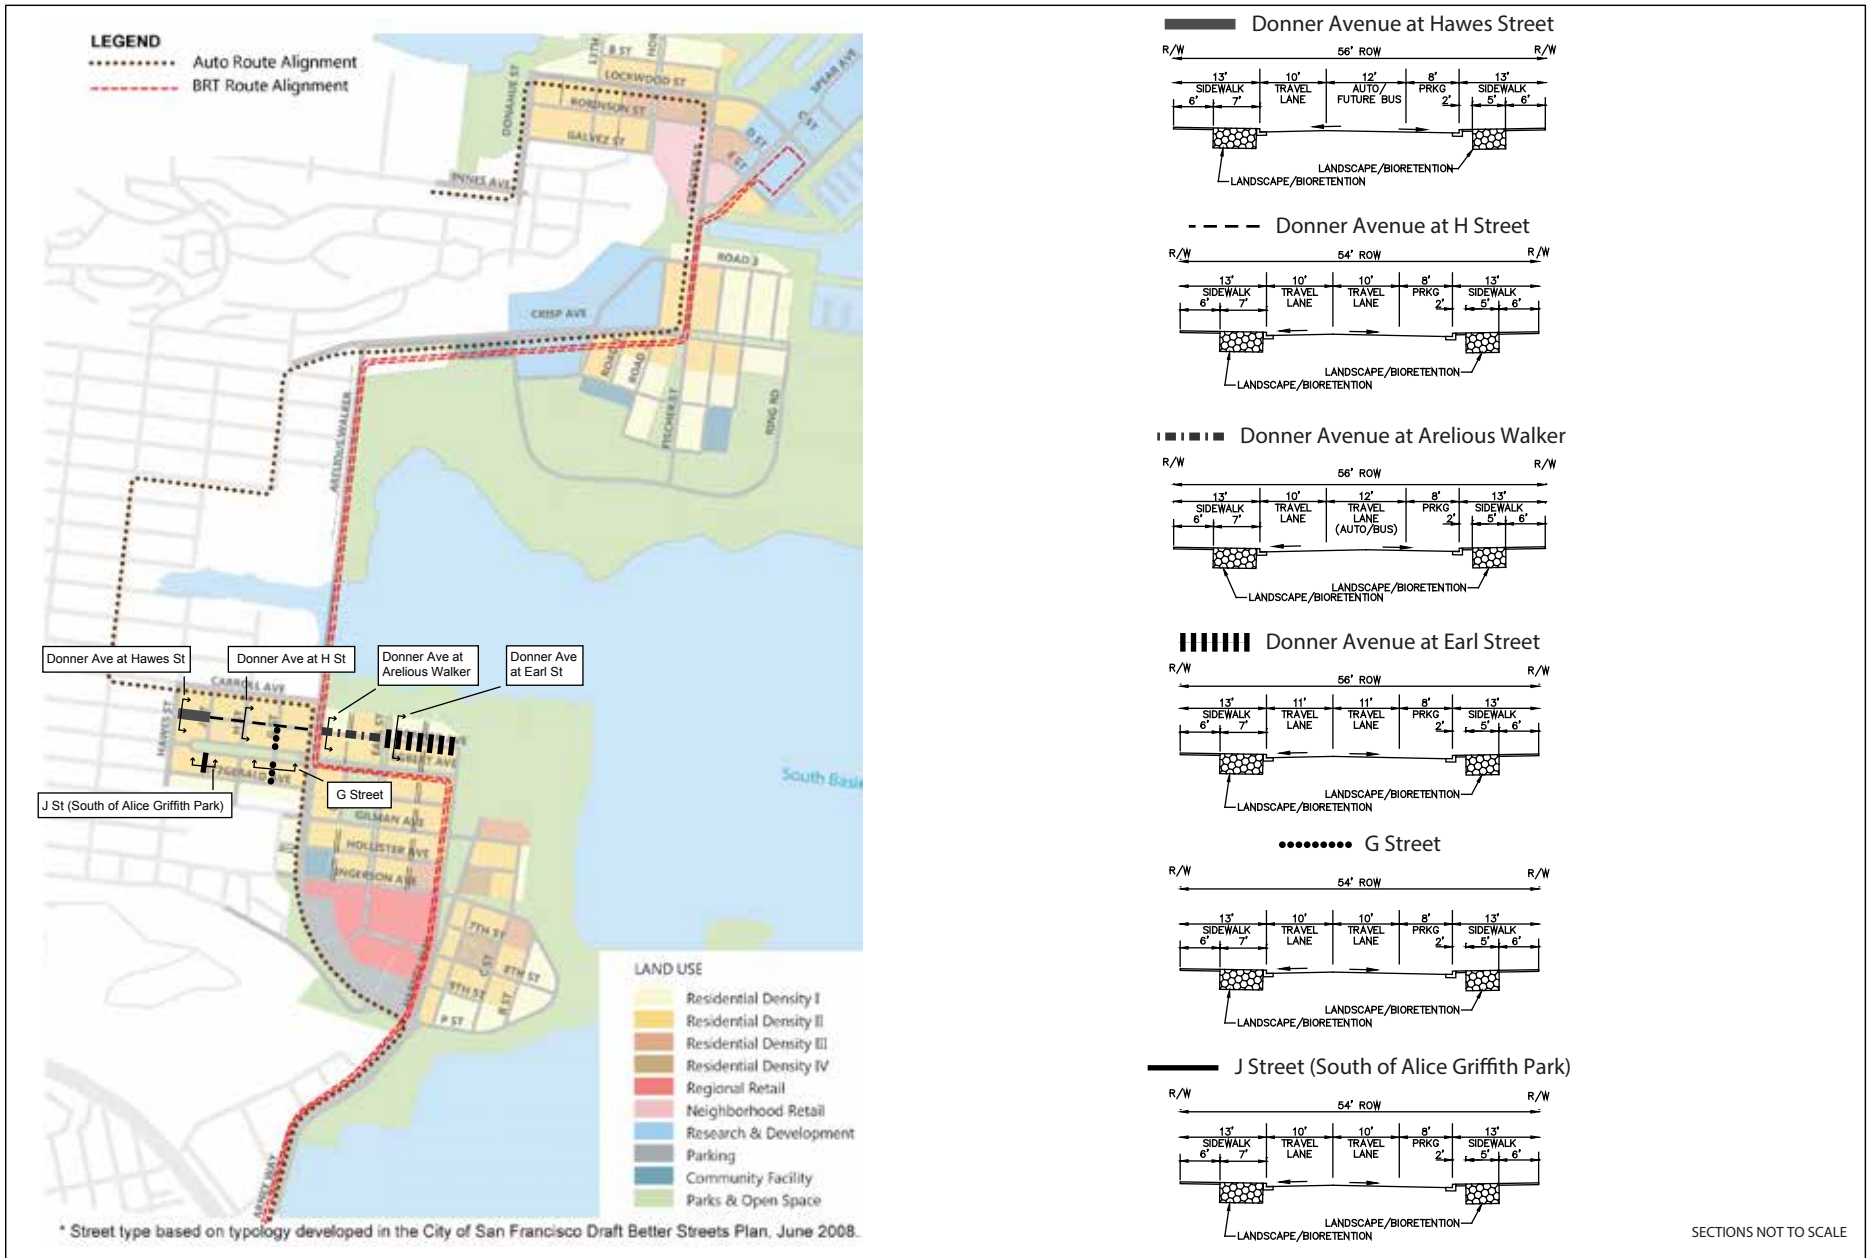 LEGEND
Auto Route Alignment
BRT Route Alignment
B ST
LOCKWOOD ST
SPEAR AVE
DONAHUE ST
ROBINSON ST
GALVEZ ST
C ST
D ST
E ST
INNES AVE
ROAD 3
CRISP AVE
ROAD
ROAD
FISCHER ST
RING RD
ARELIOUS WALKER
Donner Ave at Hawes St
Donner Ave at H St
Donner Ave at
Arelious Walker
Donner Ave
at Earl St
CARROLL AVE
HAWES ST
J St (South of Alice Griffith Park)
G Street
GILMAN AVE
HOLLISTER AVE
INGERSON AVE
South Basin
7TH ST
8TH ST
9TH ST
C ST
P ST
R ST
LAND USE
Residential Density I
Residential Density II
Residential Density III
Residential Density IV
Regional Retail
Neighborhood Retail
Research & Development
Parking
Community Facility
Parks & Open Space
* Street type based on typology developed in the City of San Francisco Draft Better Streets Plan, June 2008.
Donner Avenue at Hawes Street
R/W 56' ROW R/W
13' 10' 12' 8' 13'
SIDEWALK TRAVEL AUTO/ PRKG SIDEWALK
LANE FUTURE BUS
6' 7' 2' 5' 6'
LANDSCAPE/BIORETENTION
LANDSCAPE/BIORETENTION
Donner Avenue at H Street
R/W 54' ROW R/W
13' 10' 10' 8' 13'
SIDEWALK TRAVEL TRAVEL PRKG SIDEWALK
LANE LANE
6' 7' 2' 5' 6'
LANDSCAPE/BIORETENTION
LANDSCAPE/BIORETENTION
Donner Avenue at Arelious Walker
R/W R/W
56' ROW
13' 10' 12' 8' 13'
SIDEWALK TRAVEL TRAVEL PRKG SIDEWALK
LANE LANE
(AUTO/BUS)
6' 7' 2' 5' 6'
LANDSCAPE/BIORETENTION
LANDSCAPE/BIORETENTION
Donner Avenue at Earl Street
R/W R/W
56' ROW
13' 11' 11' 8' 13'
SIDEWALK TRAVEL TRAVEL PRKG SIDEWALK
LANE LANE
6' 7' 2' 5' 6'
LANDSCAPE/BIORETENTION
LANDSCAPE/BIORETENTION
G Street
R/W R/W
54' ROW
13' 10' 10' 8' 13'
SIDEWALK TRAVEL TRAVEL PRKG SIDEWALK
LANE LANE
6' 7' 2' 5' 6'
LANDSCAPE/BIORETENTION
LANDSCAPE/BIORETENTION
J Street (South of Alice Griffith Park)
R/W R/W
54' ROW
13' 10' 10' 8' 13'
SIDEWALK TRAVEL TRAVEL PRKG SIDEWALK
LANE LANE
6' 7' 2' 5' 6'
LANDSCAPE/BIORETENTION
LANDSCAPE/BIORETENTION
SECTIONS NOT TO SCALE